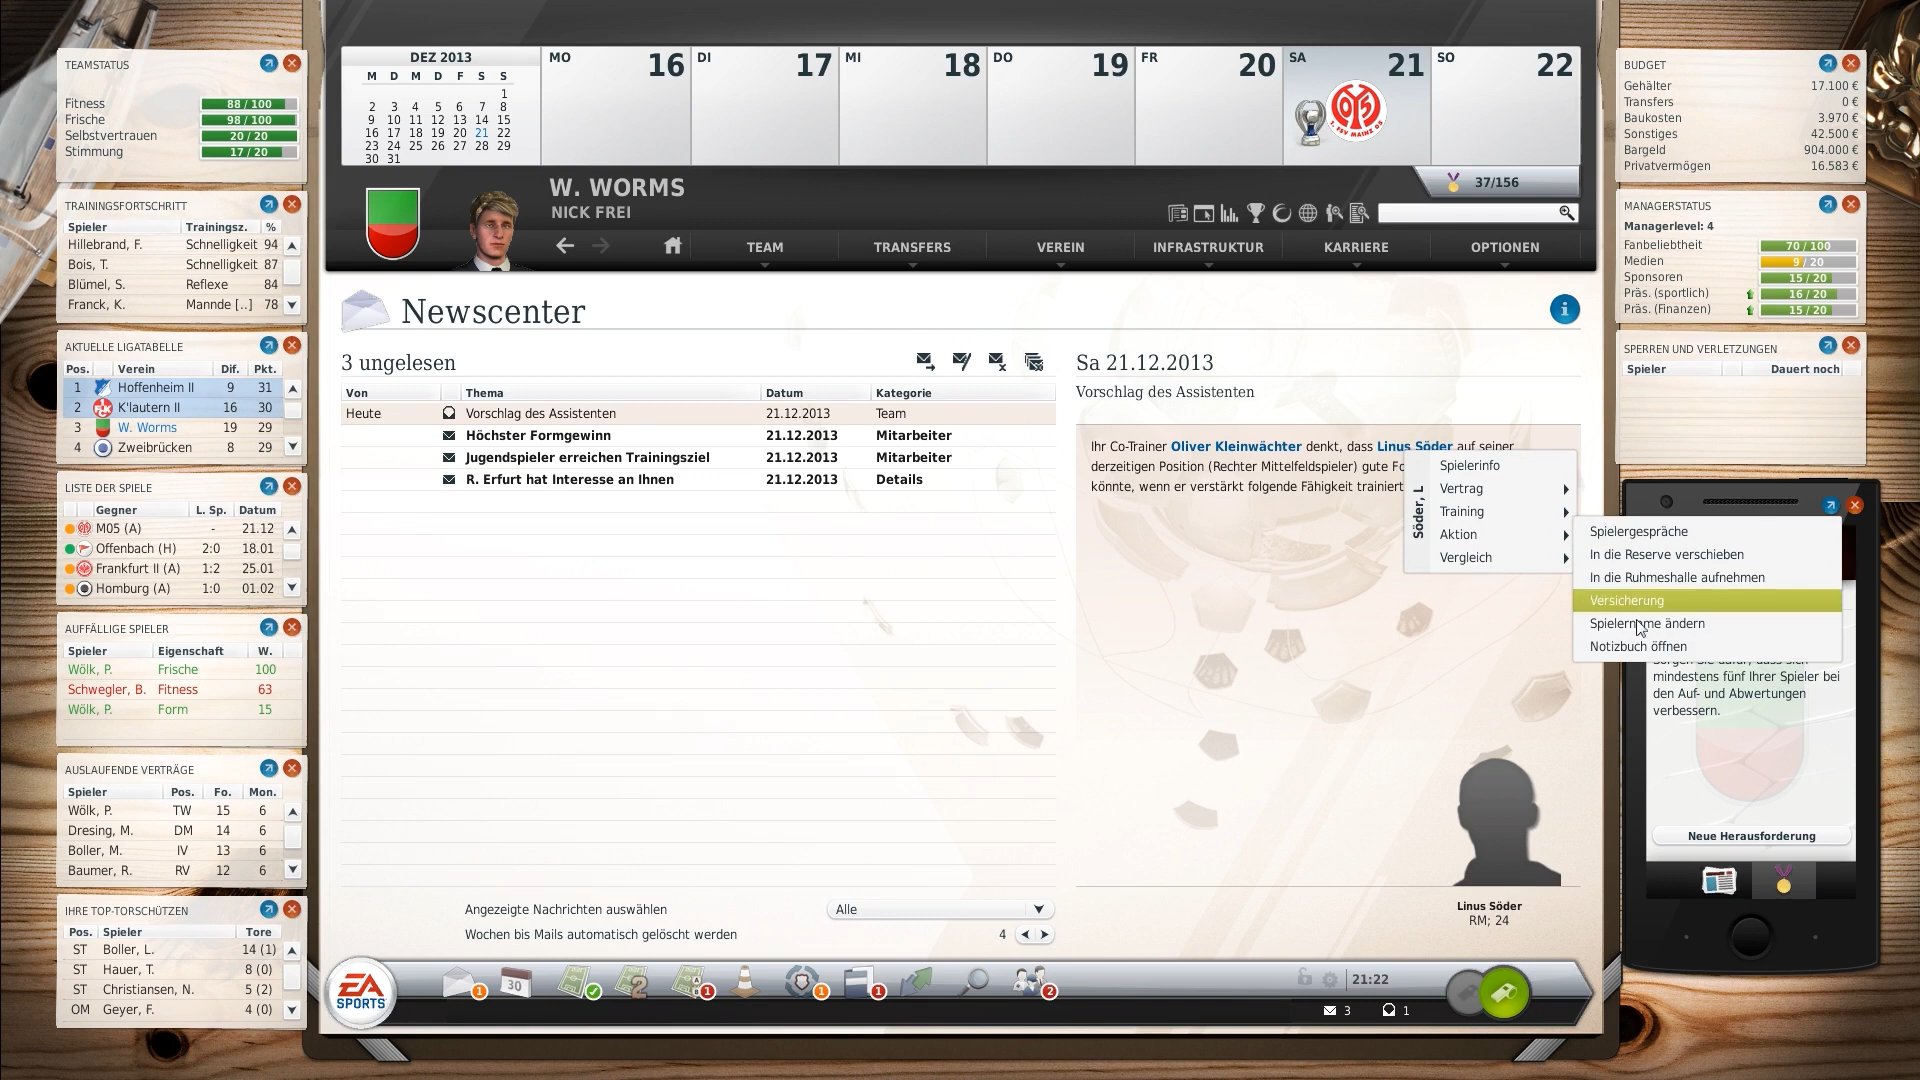 TEAMSTATUS
Fitness 88 / 100
Frische 98 / 100
Selbstvertrauen 20 / 20
Stimmung 17 / 20
TRAININGSFORTSCHRITT
Spieler Trainingsz. %
Hillebrand, F. Schnelligkeit 94
Bois, T. Schnelligkeit 87
Blümel, S. Reflexe 84
Franck, K. Mannde [..] 78
AKTUELLE LIGATABELLE
Pos. Verein Dif. Pkt.
1 Hoffenheim II 9 31
2 K'lautern II 16 30
3 W. Worms 19 29
4 Zweibrücken 8 29
LISTE DER SPIELE
Gegner L. Sp. Datum
M05 (A) - 21.12
Offenbach (H) 2:0 18.01
Frankfurt II (A) 1:2 25.01
Homburg (A) 1:0 01.02
AUFFÄLLIGE SPIELER
Spieler Eigenschaft W.
Wölk, P. Frische 100
Schwegler, B. Fitness 63
Wölk, P. Form 15
AUSLAUFENDE VERTRÄGE
Spieler Pos. Fo. Mon.
Wölk, P. TW 15 6
Dresing, M. DM 14 6
Boller, M. IV 13 6
Baumer, R. RV 12 6
IHRE TOP-TORSCHÜTZEN
Pos. Spieler Tore
ST Boller, L. 14 (1)
ST Hauer, T. 8 (0)
ST Christiansen, N. 5 (2)
OM Geyer, F. 4 (0)
DEZ 2013
M D M D F S S
1
2 3 4 5 6 7 8
9 10 11 12 13 14 15
16 17 18 19 20 21 22
23 24 25 26 27 28 29
30 31
MO 16 DI 17 MI 18 DO 19 FR 20 SA 21 SO 22
1. FSV MAINZ 05
37/156
W. WORMS
NICK FREI
TEAM TRANSFERS VEREIN INFRASTRUKTUR KARRIERE OPTIONEN
Newscenter
3 ungelesen
Von Thema Datum Kategorie
Heute Vorschlag des Assistenten 21.12.2013 Team
Höchster Formgewinn 21.12.2013 Mitarbeiter
Jugendspieler erreichen Trainingsziel 21.12.2013 Mitarbeiter
R. Erfurt hat Interesse an Ihnen 21.12.2013 Details
Angezeigte Nachrichten auswählen Alle
Wochen bis Mails automatisch gelöscht werden 4
Sa 21.12.2013
Vorschlag des Assistenten
Ihr Co-Trainer Oliver Kleinwächter denkt, dass Linus Söder auf seiner
derzeitigen Position (Rechter Mittelfeldspieler) gute Fo
könnte, wenn er verstärkt folgende Fähigkeit trainiert
Söder, L
Spielerinfo
Vertrag
Training
Aktion
Vergleich
Spielergespräche
In die Reserve verschieben
In die Ruhmeshalle aufnehmen
Versicherung
Spielername ändern
Notizbuch öffnen
Linus Söder
RM; 24
EA SPORTS
1 30 2 1 1 1 2
21:22
3 1
BUDGET
Gehälter 17.100 €
Transfers 0 €
Baukosten 3.970 €
Sonstiges 42.500 €
Bargeld 904.000 €
Privatvermögen 16.583 €
MANAGERSTATUS
Managerlevel: 4
Fanbeliebtheit 70 / 100
Medien 9 / 20
Sponsoren 15 / 20
Präs. (sportlich) 16 / 20
Präs. (Finanzen) 15 / 20
SPERREN UND VERLETZUNGEN
Spieler Dauert noch
Sorgen Sie dafür, dass sich
mindestens fünf Ihrer Spieler bei
den Auf- und Abwertungen
verbessern.
Neue Herausforderung